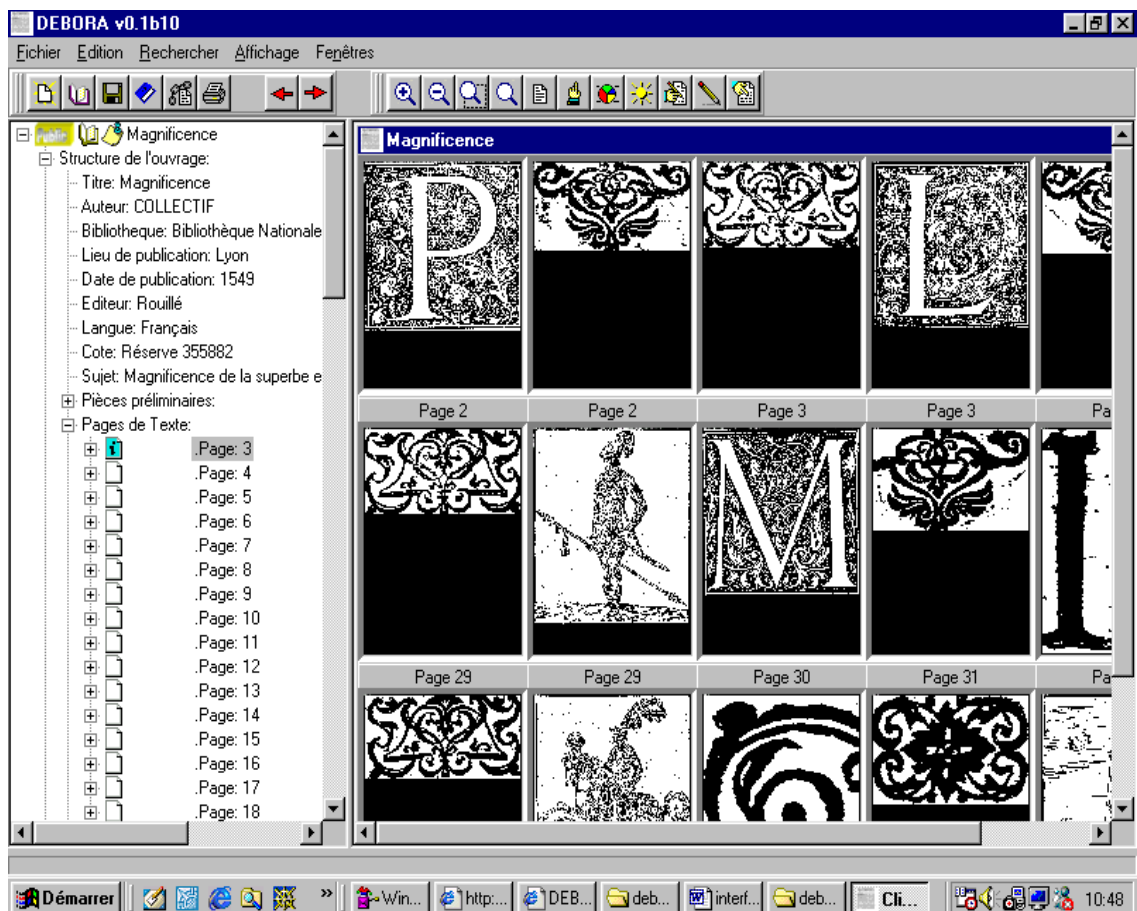 DEBORA v0.1b10
Fichier Edition Rechercher Affichage Fenêtres
Magnificence
Structure de l'ouvrage:
Titre: Magnificence
Auteur: COLLECTIF
Bibliotheque: Bibliothèque Nationale
Lieu de publication: Lyon
Date de publication: 1549
Editeur: Rouillé
Langue: Français
Cote: Réserve 355882
Sujet: Magnificence de la superbe e
Pièces préliminaires:
Pages de Texte:
.Page: 3
.Page: 4
.Page: 5
.Page: 6
.Page: 7
.Page: 8
.Page: 9
.Page: 10
.Page: 11
.Page: 12
.Page: 13
.Page: 14
.Page: 15
.Page: 16
.Page: 17
.Page: 18
Magnificence
P L
Page 2 Page 2 Page 3 Page 3 Pa
M I
Page 29 Page 29 Page 30 Page 31 Pa
Démarrer » Win... http:... DEB... deb... interf... deb... Cli... 10:48